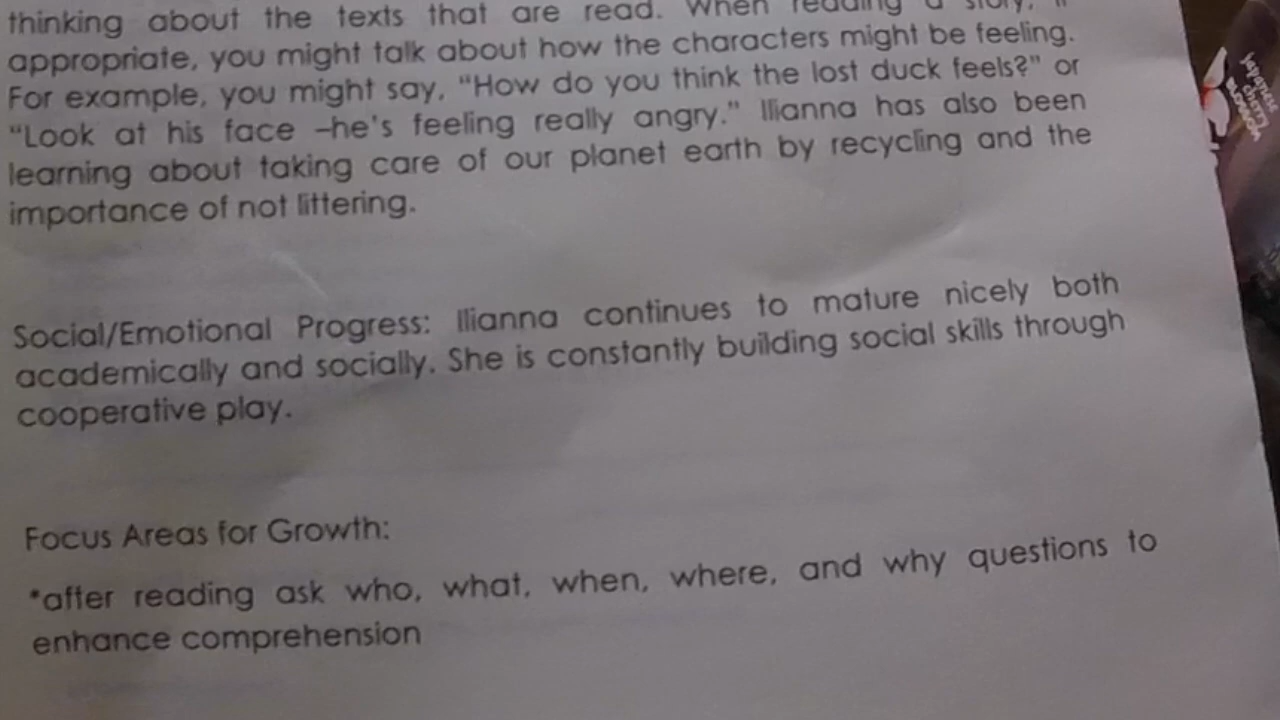 thinking about the texts that are read. When reading a story, if
appropriate, you might talk about how the characters might be feeling.
For example, you might say, "How do you think the lost duck feels?" or
"Look at his face –he's feeling really angry." Ilianna has also been
learning about taking care of our planet earth by recycling and the
importance of not littering.
Social/Emotional Progress: Ilianna continues to mature nicely both
academically and socially. She is constantly building social skills through
cooperative play.
Focus Areas for Growth:
*after reading ask who, what, when, where, and why questions to
enhance comprehension
japanese
cherry
BLOSSOM